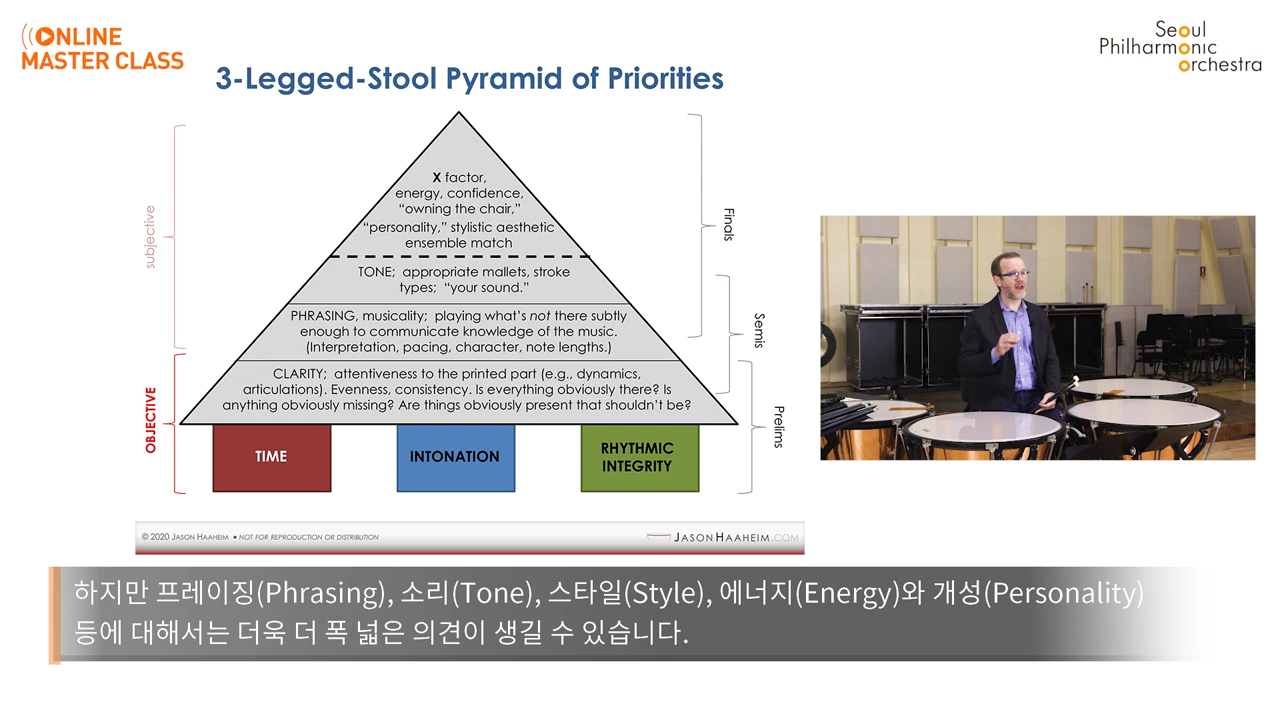 ONLINE
MASTER CLASS
Seoul
Philharmonic
orchestra
3-Legged-Stool Pyramid of Priorities
subjective
OBJECTIVE
X factor,
energy, confidence,
“owning the chair,”
“personality,” stylistic aesthetic
ensemble match
TONE; appropriate mallets, stroke
types; “your sound.”
PHRASING, musicality; playing what’s not there subtly
enough to communicate knowledge of the music.
(Interpretation, pacing, character, note lengths.)
CLARITY; attentiveness to the printed part (e.g., dynamics,
articulations). Evenness, consistency. Is everything obviously there? Is
anything obviously missing? Are things obviously present that shouldn’t be?
Finals
Semis
Prelims
TIME
INTONATION
RHYTHMIC
INTEGRITY
© 2020 JASON HAAHEIM • NOT FOR REPRODUCTION OR DISTRIBUTION
JASONHAAHEIM.COM
하지만 프레이징(Phrasing), 소리(Tone), 스타일(Style), 에너지(Energy)와 개성(Personality)
등에 대해서는 더욱 더 폭 넓은 의견이 생길 수 있습니다.